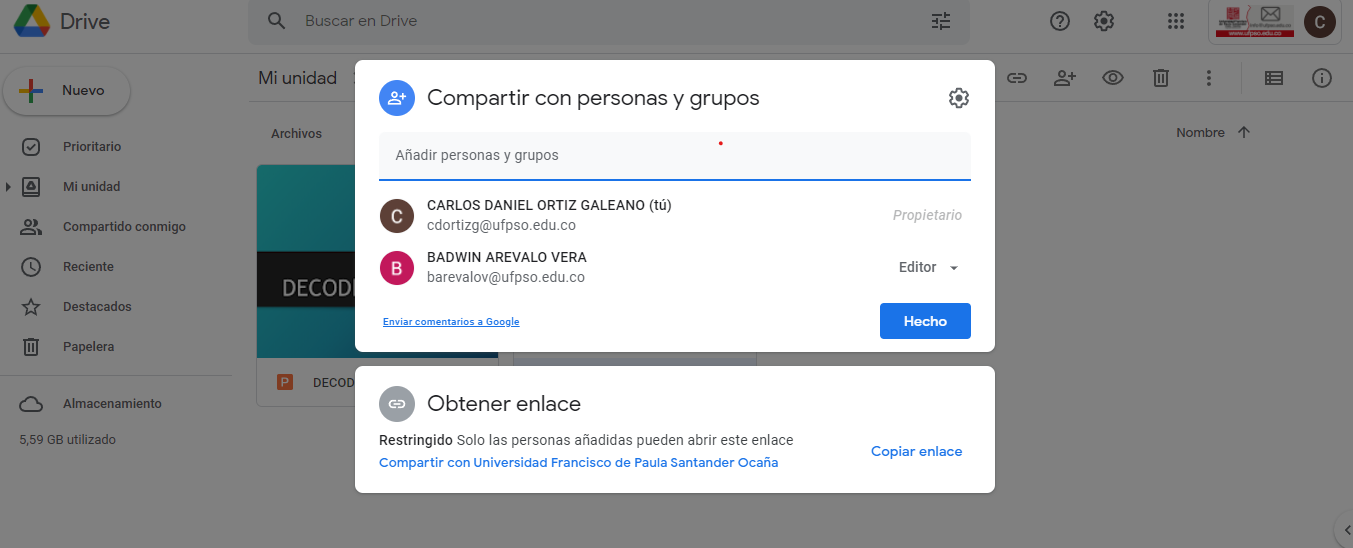 Drive
Buscar en Drive
www.ufpso.edu.co
C
Nuevo
Mi unidad
Prioritario
Mi unidad
Compartido conmigo
Reciente
Destacados
Papelera
Almacenamiento
5,59 GB utilizado
Archivos
Nombre
DECOD
P DECOD
Compartir con personas y grupos
Añadir personas y grupos
C CARLOS DANIEL ORTIZ GALEANO (tú)
cdortizg@ufpso.edu.co
Propietario
B BADWIN AREVALO VERA
barevalov@ufpso.edu.co
Editor
Enviar comentarios a Google
Hecho
Obtener enlace
Restringido Solo las personas añadidas pueden abrir este enlace
Compartir con Universidad Francisco de Paula Santander Ocaña
Copiar enlace